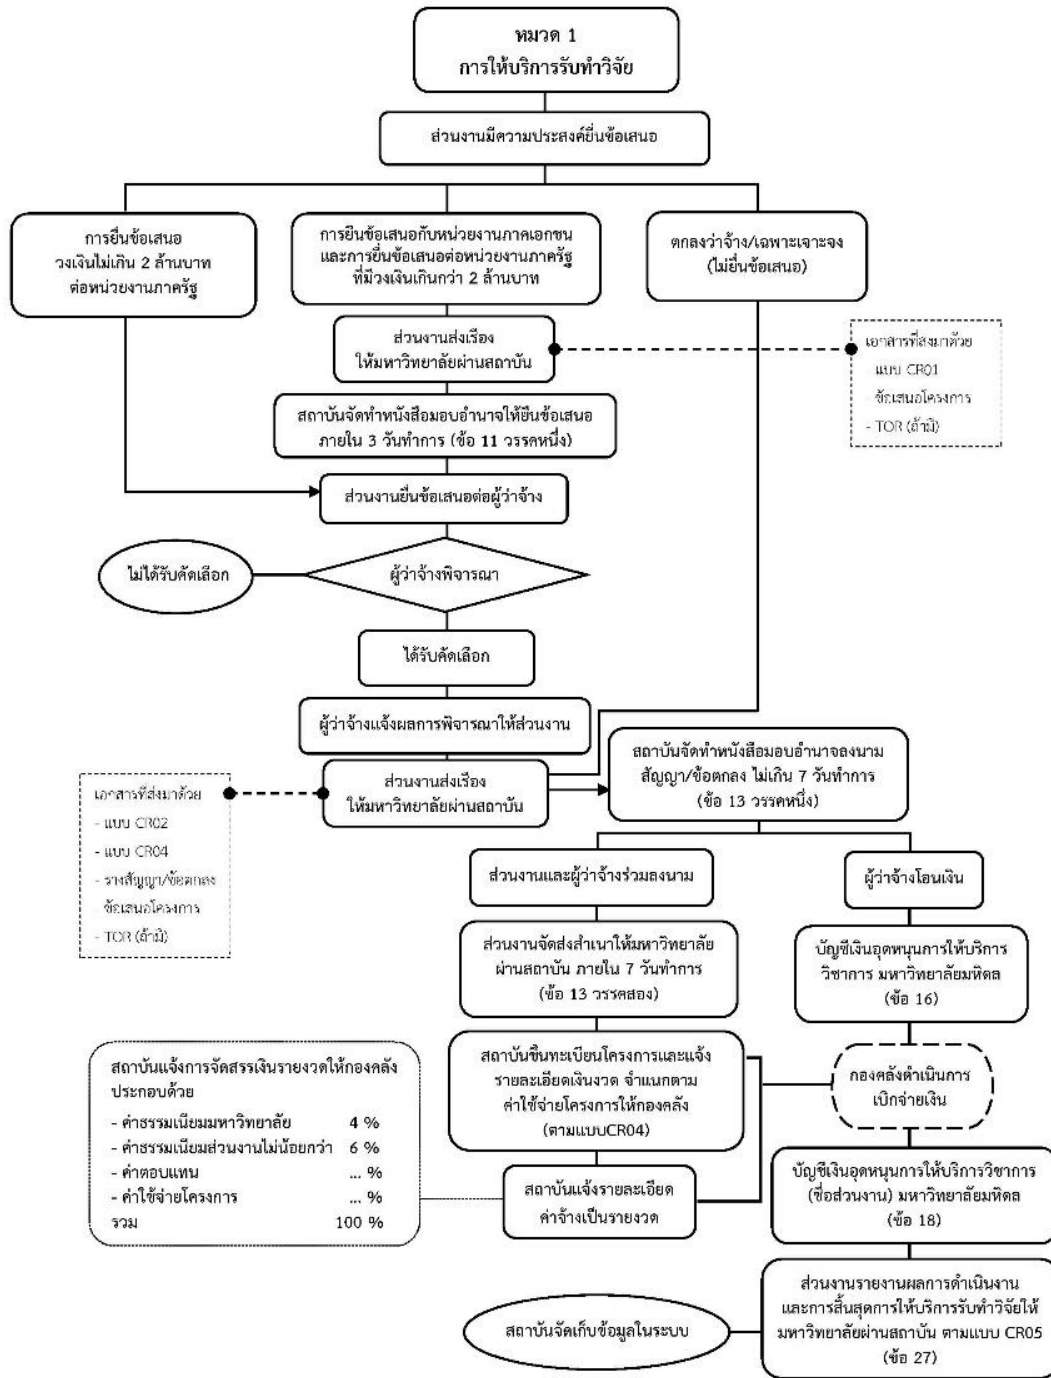 หมวด 1
การให้บริการรับทำวิจัย
ส่วนงานมีความประสงค์ยื่นข้อเสนอ
การยื่นข้อเสนอ
วงเงินไม่เกิน 2 ล้านบาท
ต่อหน่วยงานภาครัฐ
การยื่นข้อเสนอกับหน่วยงานภาคเอกชน
และการยื่นข้อเสนอต่อหน่วยงานภาครัฐ
ที่มีวงเงินเกินกว่า 2 ล้านบาท
ตกลงว่าจ้าง/เฉพาะเจาะจง
(ไม่ยื่นข้อเสนอ)
ส่วนงานส่งเรื่อง
ให้มหาวิทยาลัยผ่านสถาบัน
เอกสารที่ส่งมาด้วย
แบบ CR01
ข้อเสนอโครงการ
- TOR (ถ้ามี)
สถาบันจัดทำหนังสือมอบอำนาจให้ยื่นข้อเสนอ
ภายใน 3 วันทำการ (ข้อ 11 วรรคหนึ่ง)
ส่วนงานยื่นข้อเสนอต่อผู้ว่าจ้าง
ไม่ได้รับคัดเลือก
ผู้ว่าจ้างพิจารณา
ได้รับคัดเลือก
ผู้ว่าจ้างแจ้งผลการพิจารณาให้ส่วนงาน
ส่วนงานส่งเรื่อง
ให้มหาวิทยาลัยผ่านสถาบัน
สถาบันจัดทำหนังสือมอบอำนาจลงนาม
สัญญา/ข้อตกลง ไม่เกิน 7 วันทำการ
(ข้อ 13 วรรคหนึ่ง)
เอกสารที่ส่งมาด้วย
- แบบ CR02
- แบบ CR04
- ร่างสัญญา/ข้อตกลง
ข้อเสนอโครงการ
- TOR (ถ้ามี)
ส่วนงานและผู้ว่าจ้างร่วมลงนาม
ผู้ว่าจ้างโอนเงิน
ส่วนงานจัดส่งสำเนาให้มหาวิทยาลัย
ผ่านสถาบัน ภายใน 7 วันทำการ
(ข้อ 13 วรรคสอง)
บัญชีเงินอุดหนุนการให้บริการ
วิชาการ มหาวิทยาลัยมหิดล
(ข้อ 16)
สถาบันขึ้นทะเบียนโครงการและแจ้ง
รายละเอียดเงินงวด จำแนกตาม
ค่าใช้จ่ายโครงการให้กองคลัง
(ตามแบบCR04)
กองคลังดำเนินการ
เบิกจ่ายเงิน
สถาบันแจ้งการจัดสรรเงินรายงวดให้กองคลัง
ประกอบด้วย
- ค่าธรรมเนียมมหาวิทยาลัย 4 %
- ค่าธรรมเนียมส่วนงานไม่น้อยกว่า 6 %
- ค่าตอบแทน ... %
- ค่าใช้จ่ายโครงการ ... %
รวม 100 %
สถาบันแจ้งรายละเอียด
ค่าจ้างเป็นรายงวด
บัญชีเงินอุดหนุนการให้บริการวิชาการ
(ชื่อส่วนงาน) มหาวิทยาลัยมหิดล
(ข้อ 18)
ส่วนงานรายงานผลการดำเนินงาน
และการสิ้นสุดการให้บริการรับทำวิจัยให้
มหาวิทยาลัยผ่านสถาบัน ตามแบบ CR05
(ข้อ 27)
สถาบันจัดเก็บข้อมูลในระบบ